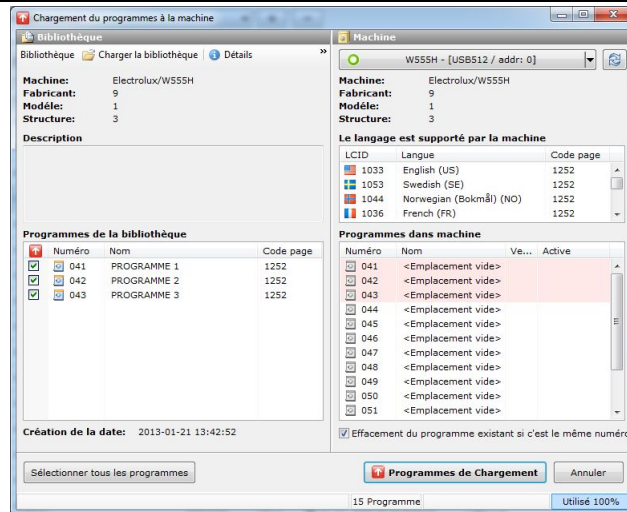 Chargement du programmes à la machine
Bibliothèque
Bibliothèque Charger la bibliothèque Détails »
Machine: Electrolux/W555H
Fabricant: 9
Modéle: 1
Structure: 3
Description
Programmes de la bibliothèque
Numéro Nom Code page
041 PROGRAMME 1 1252
042 PROGRAMME 2 1252
043 PROGRAMME 3 1252
Création de la date: 2013-01-21 13:42:52
Machine
W555H - [USB512 / addr: 0]
Machine: Electrolux/W555H
Fabricant: 9
Modéle: 1
Structure: 3
Le langage est supporté par la machine
LCID Langue Code page
1033 English (US) 1252
1053 Swedish (SE) 1252
1044 Norwegian (Bokmål) (NO) 1252
1036 French (FR) 1252
Programmes dans machine
Numéro Nom Ve... Active
041 <Emplacement vide>
042 <Emplacement vide>
043 <Emplacement vide>
044 <Emplacement vide>
045 <Emplacement vide>
046 <Emplacement vide>
047 <Emplacement vide>
048 <Emplacement vide>
049 <Emplacement vide>
050 <Emplacement vide>
051 <Emplacement vide>
Effacement du programme existant si c'est le même numéro
Sélectionner tous les programmes
Programmes de Chargement
Annuler
15 Programme
Utilisé 100%